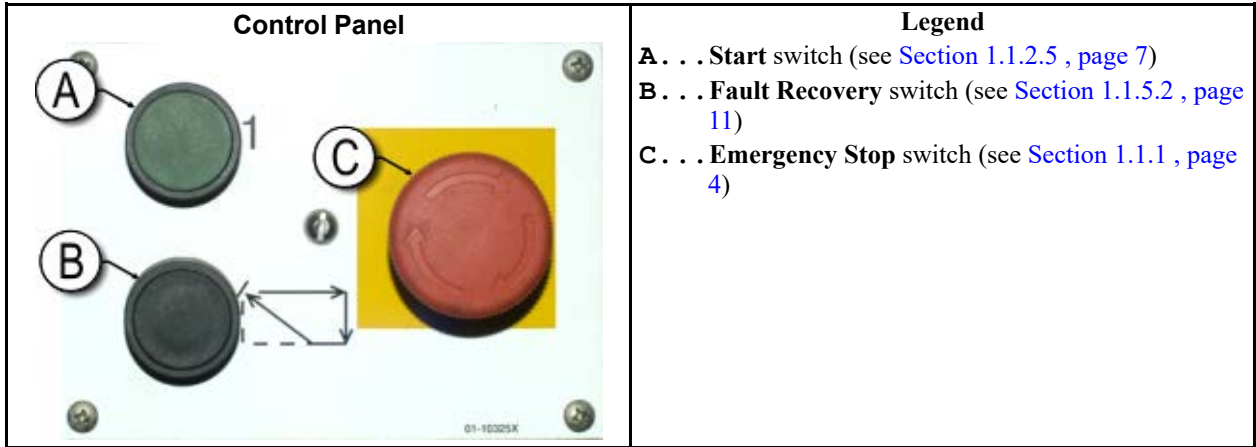 Control Panel
A
1
C
B
01-10325X
Legend
A... Start switch (see Section 1.1.2.5 , page 7)
B... Fault Recovery switch (see Section 1.1.5.2 , page
11)
C... Emergency Stop switch (see Section 1.1.1 , page
4)